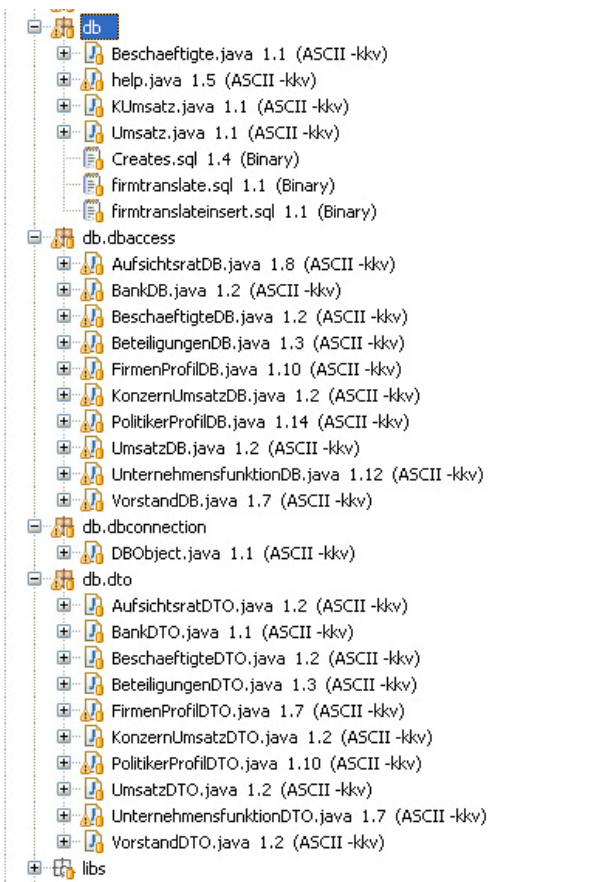 db
Beschaeftigte.java 1.1 (ASCII -kkv)
help.java 1.5 (ASCII -kkv)
KUmsatz.java 1.1 (ASCII -kkv)
Umsatz.java 1.1 (ASCII -kkv)
Creates.sql 1.4 (Binary)
firmtranslate.sql 1.1 (Binary)
firmtranslateinsert.sql 1.1 (Binary)
db.dbaccess
AufsichtsratDB.java 1.8 (ASCII -kkv)
BankDB.java 1.2 (ASCII -kkv)
BeschaeftigteDB.java 1.2 (ASCII -kkv)
BeteiligungenDB.java 1.3 (ASCII -kkv)
FirmenProfilDB.java 1.10 (ASCII -kkv)
KonzernUmsatzDB.java 1.2 (ASCII -kkv)
PolitikerProfilDB.java 1.14 (ASCII -kkv)
UmsatzDB.java 1.2 (ASCII -kkv)
UnternehmensfunktionDB.java 1.12 (ASCII -kkv)
VorstandDB.java 1.7 (ASCII -kkv)
db.dbconnection
DBObject.java 1.1 (ASCII -kkv)
db.dto
AufsichtsratDTO.java 1.2 (ASCII -kkv)
BankDTO.java 1.1 (ASCII -kkv)
BeschaeftigteDTO.java 1.2 (ASCII -kkv)
BeteiligungenDTO.java 1.3 (ASCII -kkv)
FirmenProfilDTO.java 1.7 (ASCII -kkv)
KonzernUmsatzDTO.java 1.2 (ASCII -kkv)
PolitikerProfilDTO.java 1.10 (ASCII -kkv)
UmsatzDTO.java 1.2 (ASCII -kkv)
UnternehmensfunktionDTO.java 1.7 (ASCII -kkv)
VorstandDTO.java 1.2 (ASCII -kkv)
libs